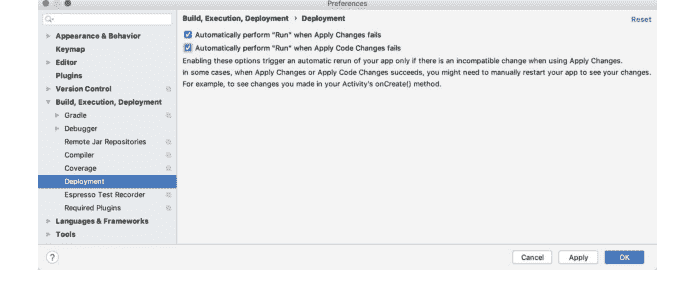 Preferences
Build, Execution, Deployment › Deployment
Reset
Appearance & Behavior
Keymap
Editor
Plugins
Version Control
Build, Execution, Deployment
Gradle
Debugger
Remote Jar Repositories
Compiler
Coverage
Deployment
Espresso Test Recorder
Required Plugins
Languages & Frameworks
Tools
Automatically perform "Run" when Apply Changes fails
Automatically perform "Run" when Apply Code Changes fails
Enabling these options trigger an automatic rerun of your app only if there is an incompatible change when using Apply Changes.
in some cases, when Apply Changes or Apply Code Changes succeeds, you might need to manually restart your app to see your changes.
For example, to see changes you made in your Activity's onCreate() method.
?
Cancel
Apply
OK